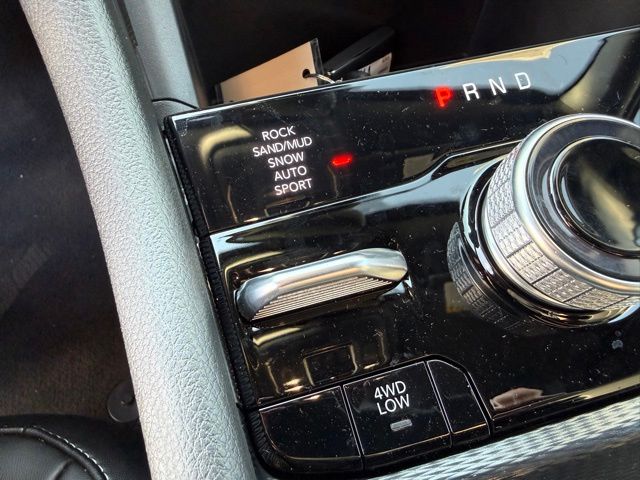 P R N D
ROCK
SAND/MUD
SNOW
AUTO
SPORT
4WD
LOW